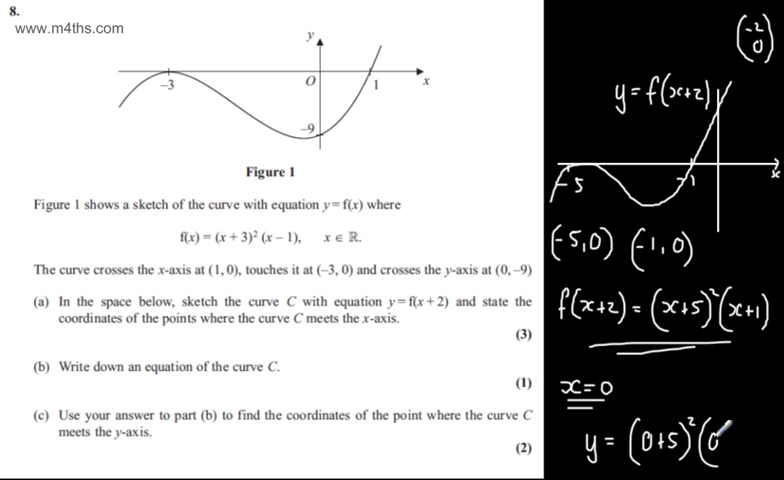 8.
www.m4ths.com
y
O
x
-3
1
-9
Figure 1
Figure 1 shows a sketch of the curve with equation y = f(x) where
f(x) = (x + 3)² (x – 1),   x ∈ ℝ.
The curve crosses the x-axis at (1, 0), touches it at (–3, 0) and crosses the y-axis at (0, –9)
(a) In the space below, sketch the curve C with equation y = f(x + 2) and state the
coordinates of the points where the curve C meets the x-axis.
(3)
(b) Write down an equation of the curve C.
(1)
(c) Use your answer to part (b) to find the coordinates of the point where the curve C
meets the y-axis.
(2)
(-2
0)
y = f(x+2)
-5
-1
x
(-5,0) (-1,0)
f(x+2) = (x+5)²(x+1)
x=0
y = (0+5)²(0